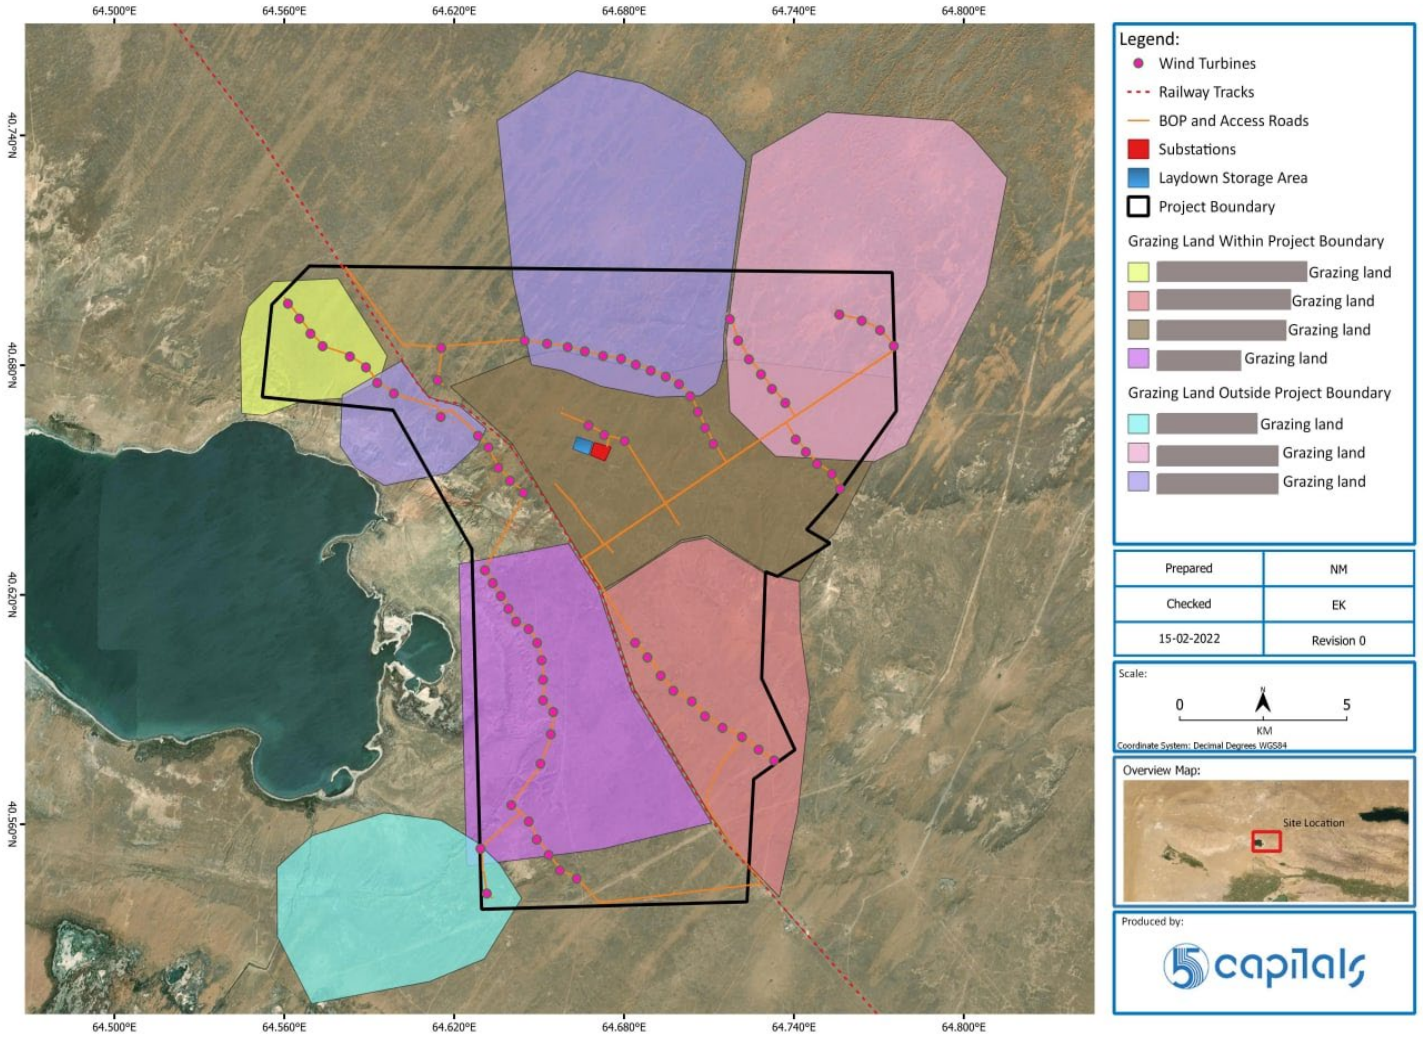 64.500°E 64.560°E 64.620°E 64.680°E 64.740°E 64.800°E
40.740°N
40.680°N
40.620°N
40.560°N
64.500°E 64.560°E 64.620°E 64.680°E 64.740°E 64.800°E
Legend:
Wind Turbines
Railway Tracks
BOP and Access Roads
Substations
Laydown Storage Area
Project Boundary
Grazing Land Within Project Boundary
Grazing land
Grazing land
Grazing land
Grazing land
Grazing Land Outside Project Boundary
Grazing land
Grazing land
Grazing land
Prepared NM
Checked EK
15-02-2022 Revision 0
Scale:
N
0 5
KM
Coordinate System: Decimal Degrees WGS84
Overview Map:
Site Location
Produced by:
5 capitals